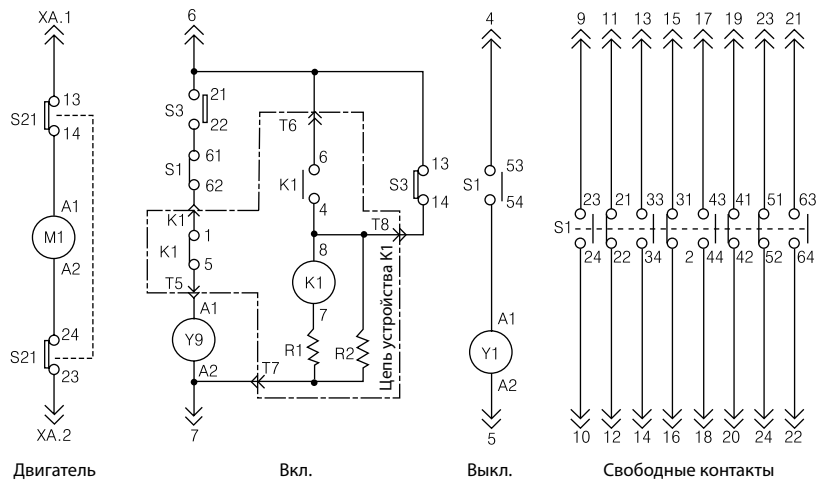 XA.1 6 4 9 11 13 15 17 19 23 21
13
S21
14
A1
M1
A2
24
S21
23
XA.2
Двигатель
S3 21
22
S1 61
62
K1
K1 1
5
T5
A1
Y9
A2
7
T6
6
K1
4
8
K1
7
R1
R2
T7
T8
Цепь устройства K1
S3 13
14
Вкл.
S1 53
54
A1
Y1
A2
5
Выкл.
23 21 33 31 43 41 51 63
S1
24 22 34 2 44 42 52 64
10 12 14 16 18 20 24 22
Свободные контакты